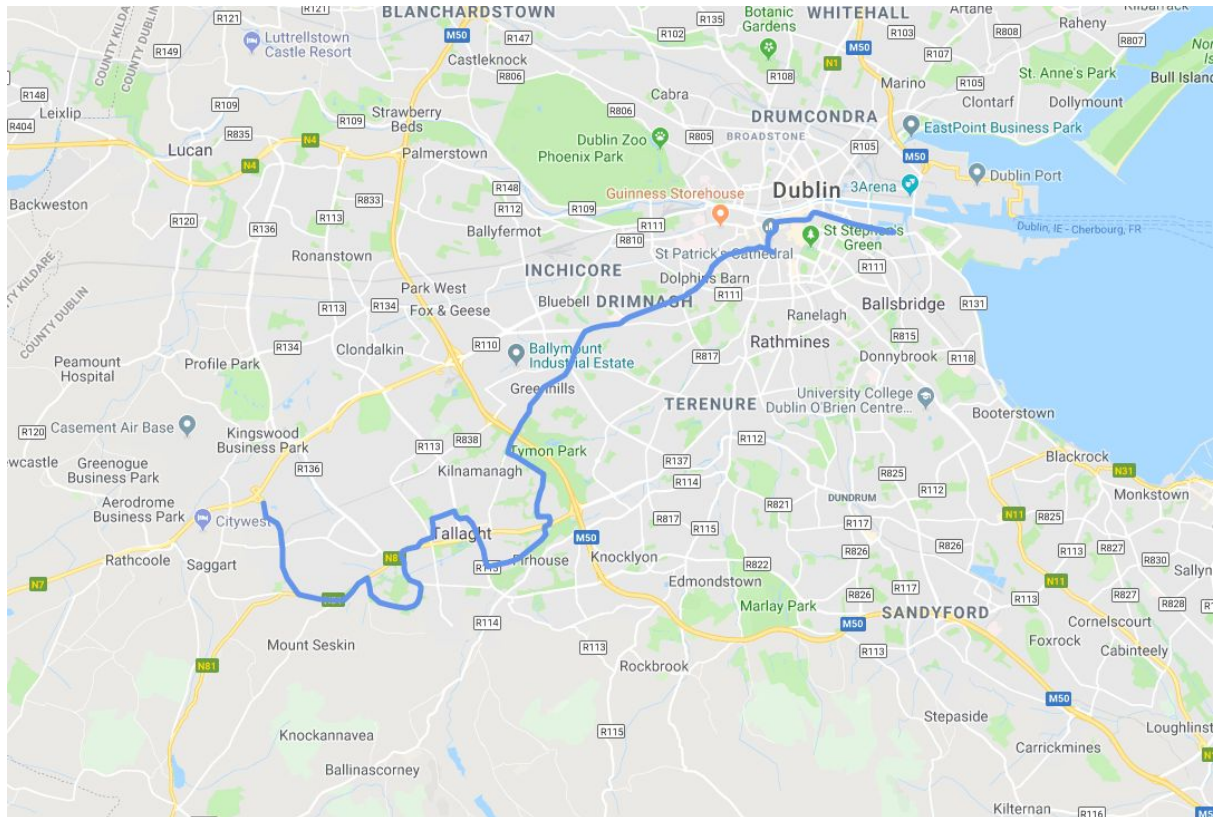 BLANCHARDSTOWN
Botanic
Gardens
WHITEHALL
Artane
Kilbarrack
R121
R121
R135
R103
R808
Raheny
R807
Luttrellstown
Castle Resort
M50
R147
R102
M50
R107
R149
Castleknock
R806
N1
St. Anne's Park
Bull Island
COUNTY KILDARE
COUNTY DUBLIN
R148
R109
R108
Marino
R105
Clontarf
Dollymount
Leixlip
Cabra
R404
R109
Strawberry
Beds
R806
DRUMCONDRA
EastPoint Business Park
R835
N4
R109
R805
BROADSTONE
Lucan
N4
Palmerstown
Dublin Zoo
Phoenix Park
R105
M50
R148
Guinness Storehouse
Dublin
3Arena
Dublin Port
Backweston
R833
R112
R109
R120
R113
R111
R136
Ballyfermot
R810
St Stephen's
Green
Dublin, IE - Cherbourg, FR
Ronanstown
St Patrick's Cathedral
INCHICORE
Dolphin's Barn
R111
Park West
R111
Ballsbridge
R131
R113
R134
Fox & Geese
Bluebell
DRIMNAGH
Ranelagh
COUNTY DUBLIN
R134
Clondalkin
R110
Ballymount
Industrial Estate
R817
Rathmines
R815
Donnybrook
R118
Peamount
Hospital
Profile Park
Greenhills
University College
Dublin O'Brien Centre...
TERENURE
Booterstown
R120
Casement Air Base
Kingswood
Business Park
R113
R838
R112
Blackrock
Greenogue
Business Park
R136
Kilnamanagh
Tymon Park
R137
R825
N31
R114
R112
Monkstown
Aerodrome
Business Park
Citywest
R821
DUNDRUM
N11
R825
Tallaght
M50
R817
R115
R117
R826
R113
R827
Rathcoole
Saggart
Firhouse
Knocklyon
R826
R830
N7
R822
Edmondstown
R117
N11
R826
R113
R828
R114
Marlay Park
SANDYFORD
M50
Cornelscourt
Mount Seskin
R113
R113
Foxrock
Cabinteely
N81
Rockbrook
M50
Stepaside
Knockannavea
R115
Carrickmines
Ballinascorney
Kilternan
R116